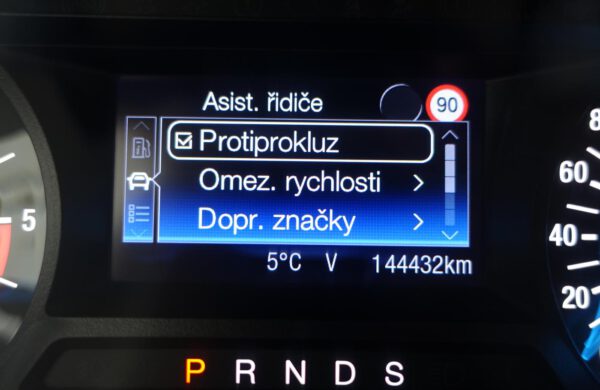 Asist. řidiče
90
Protiprokluz
Omez. rychlosti
Dopr. značky
5°C V 144432km
5
60
40
20
P R N D S